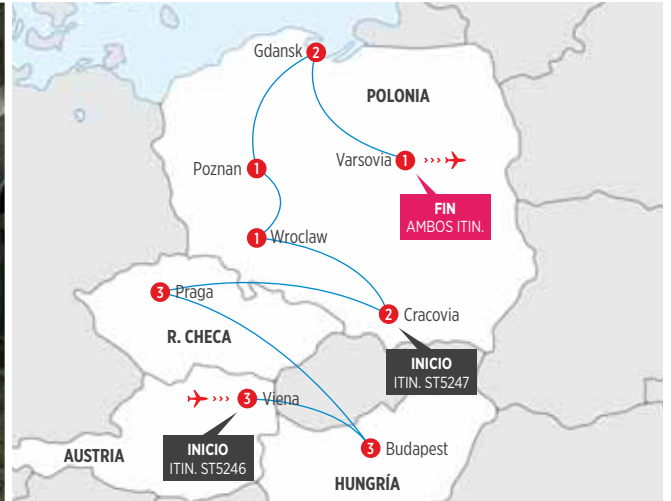 Gdansk 2
POLONIA
Poznan 1
Varsovia 1
FIN
AMBOS ITIN.
1 Wroclaw
3 Praga
2 Cracovia
R. CHECA
INICIO
ITIN. ST5247
3 Viena
INICIO
ITIN. ST5246
AUSTRIA
3 Budapest
HUNGRÍA